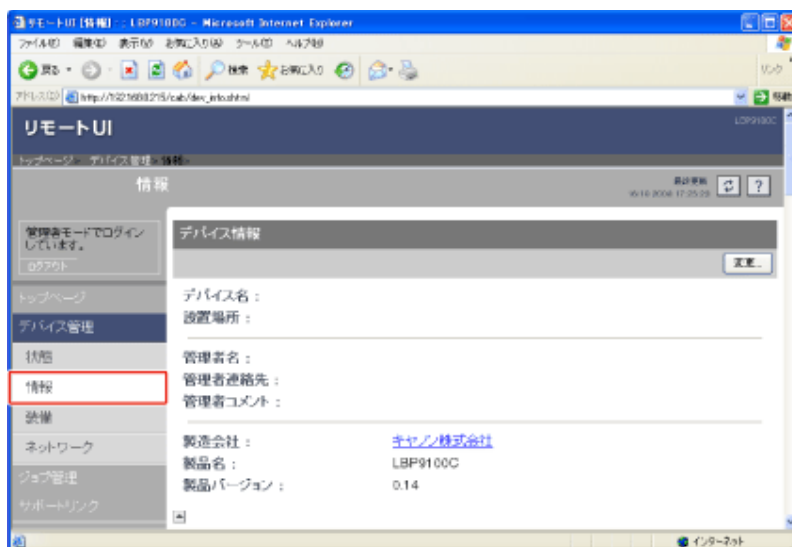 リモートUI [情報] : : LBP9100C - Microsoft Internet Explorer
ファイル(F) 編集(E) 表示(V) お気に入り(A) ツール(T) ヘルプ(H)
戻る 検索 お気に入り リンク
アドレス(D) 移動
リモートUI LBP9100C
トップページ> デバイス管理> 情報>
情報 最終更新
管理者モードでログインしています。
ログアウト
トップページ
デバイス管理
状態
情報
装備
ネットワーク
ジョブ管理
サポートリンク
デバイス情報
変更...
デバイス名 :
設置場所 :
管理者名 :
管理者連絡先 :
管理者コメント :
製造会社 : キヤノン株式会社
製品名 : LBP9100C
製品バージョン : 0.14
インターネット